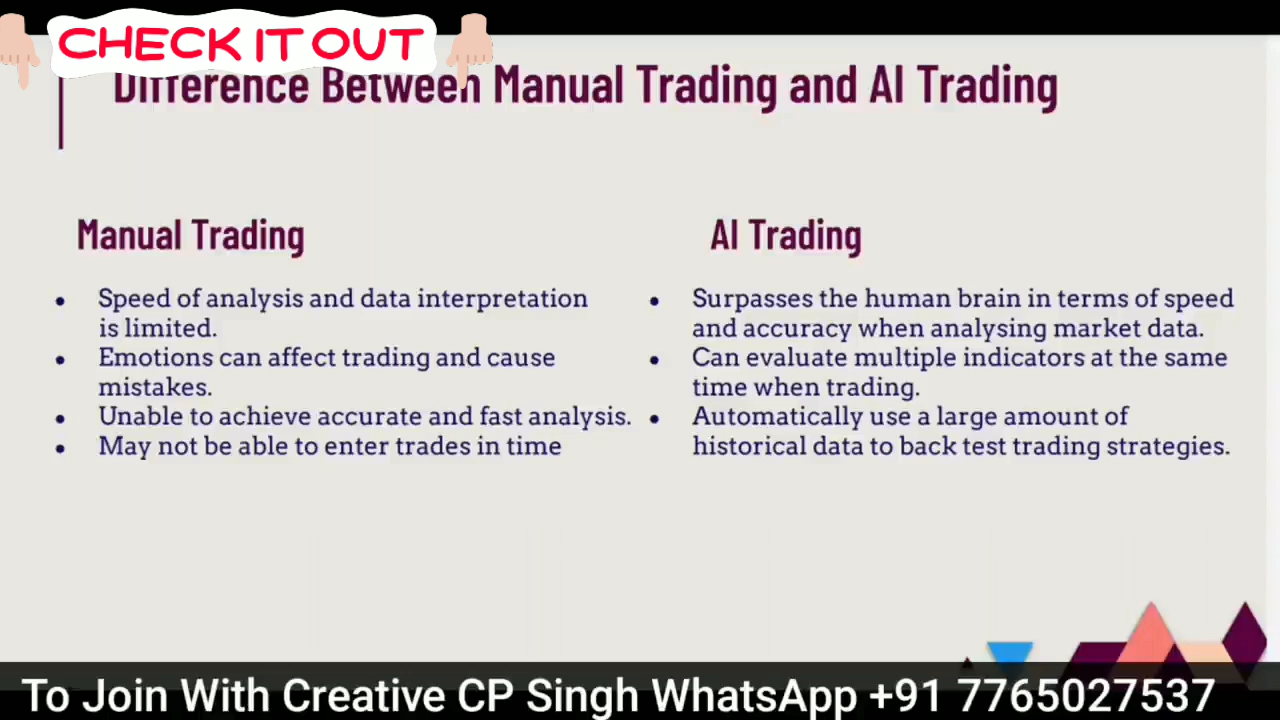 CHECK IT OUT
Difference Between Manual Trading and AI Trading
Manual Trading
• Speed of analysis and data interpretation
is limited.
• Emotions can affect trading and cause
mistakes.
• Unable to achieve accurate and fast analysis.
• May not be able to enter trades in time
AI Trading
• Surpasses the human brain in terms of speed
and accuracy when analysing market data.
• Can evaluate multiple indicators at the same
time when trading.
• Automatically use a large amount of
historical data to back test trading strategies.
To Join With Creative CP Singh WhatsApp +91 7765027537